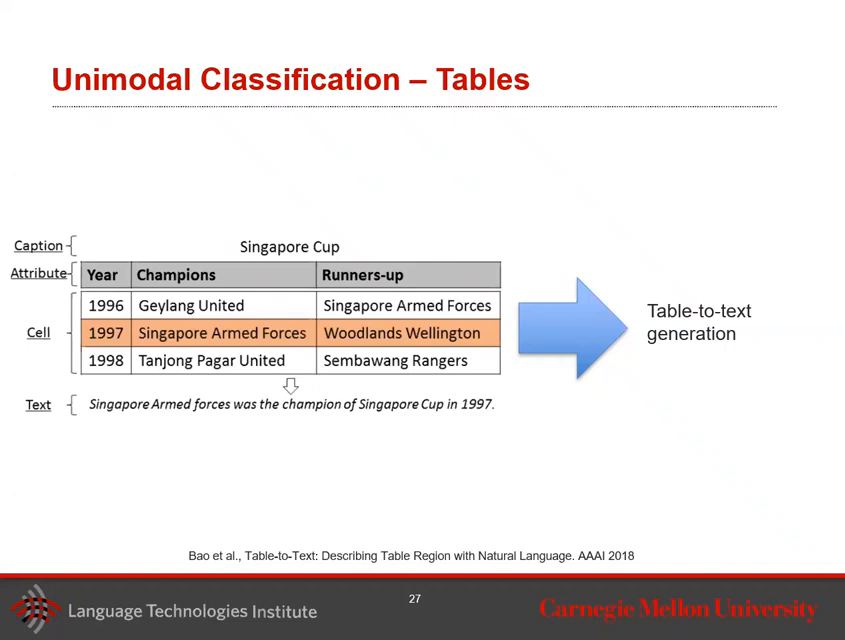 Unimodal Classification – Tables
Caption
Singapore Cup
Attribute
Year Champions Runners-up
1996 Geylang United Singapore Armed Forces
Cell
1997 Singapore Armed Forces Woodlands Wellington
1998 Tanjong Pagar United Sembawang Rangers
Text
Singapore Armed forces was the champion of Singapore Cup in 1997.
Table-to-text
generation
Bao et al., Table-to-Text: Describing Table Region with Natural Language. AAAI 2018
Language Technologies Institute
27
Carnegie Mellon University